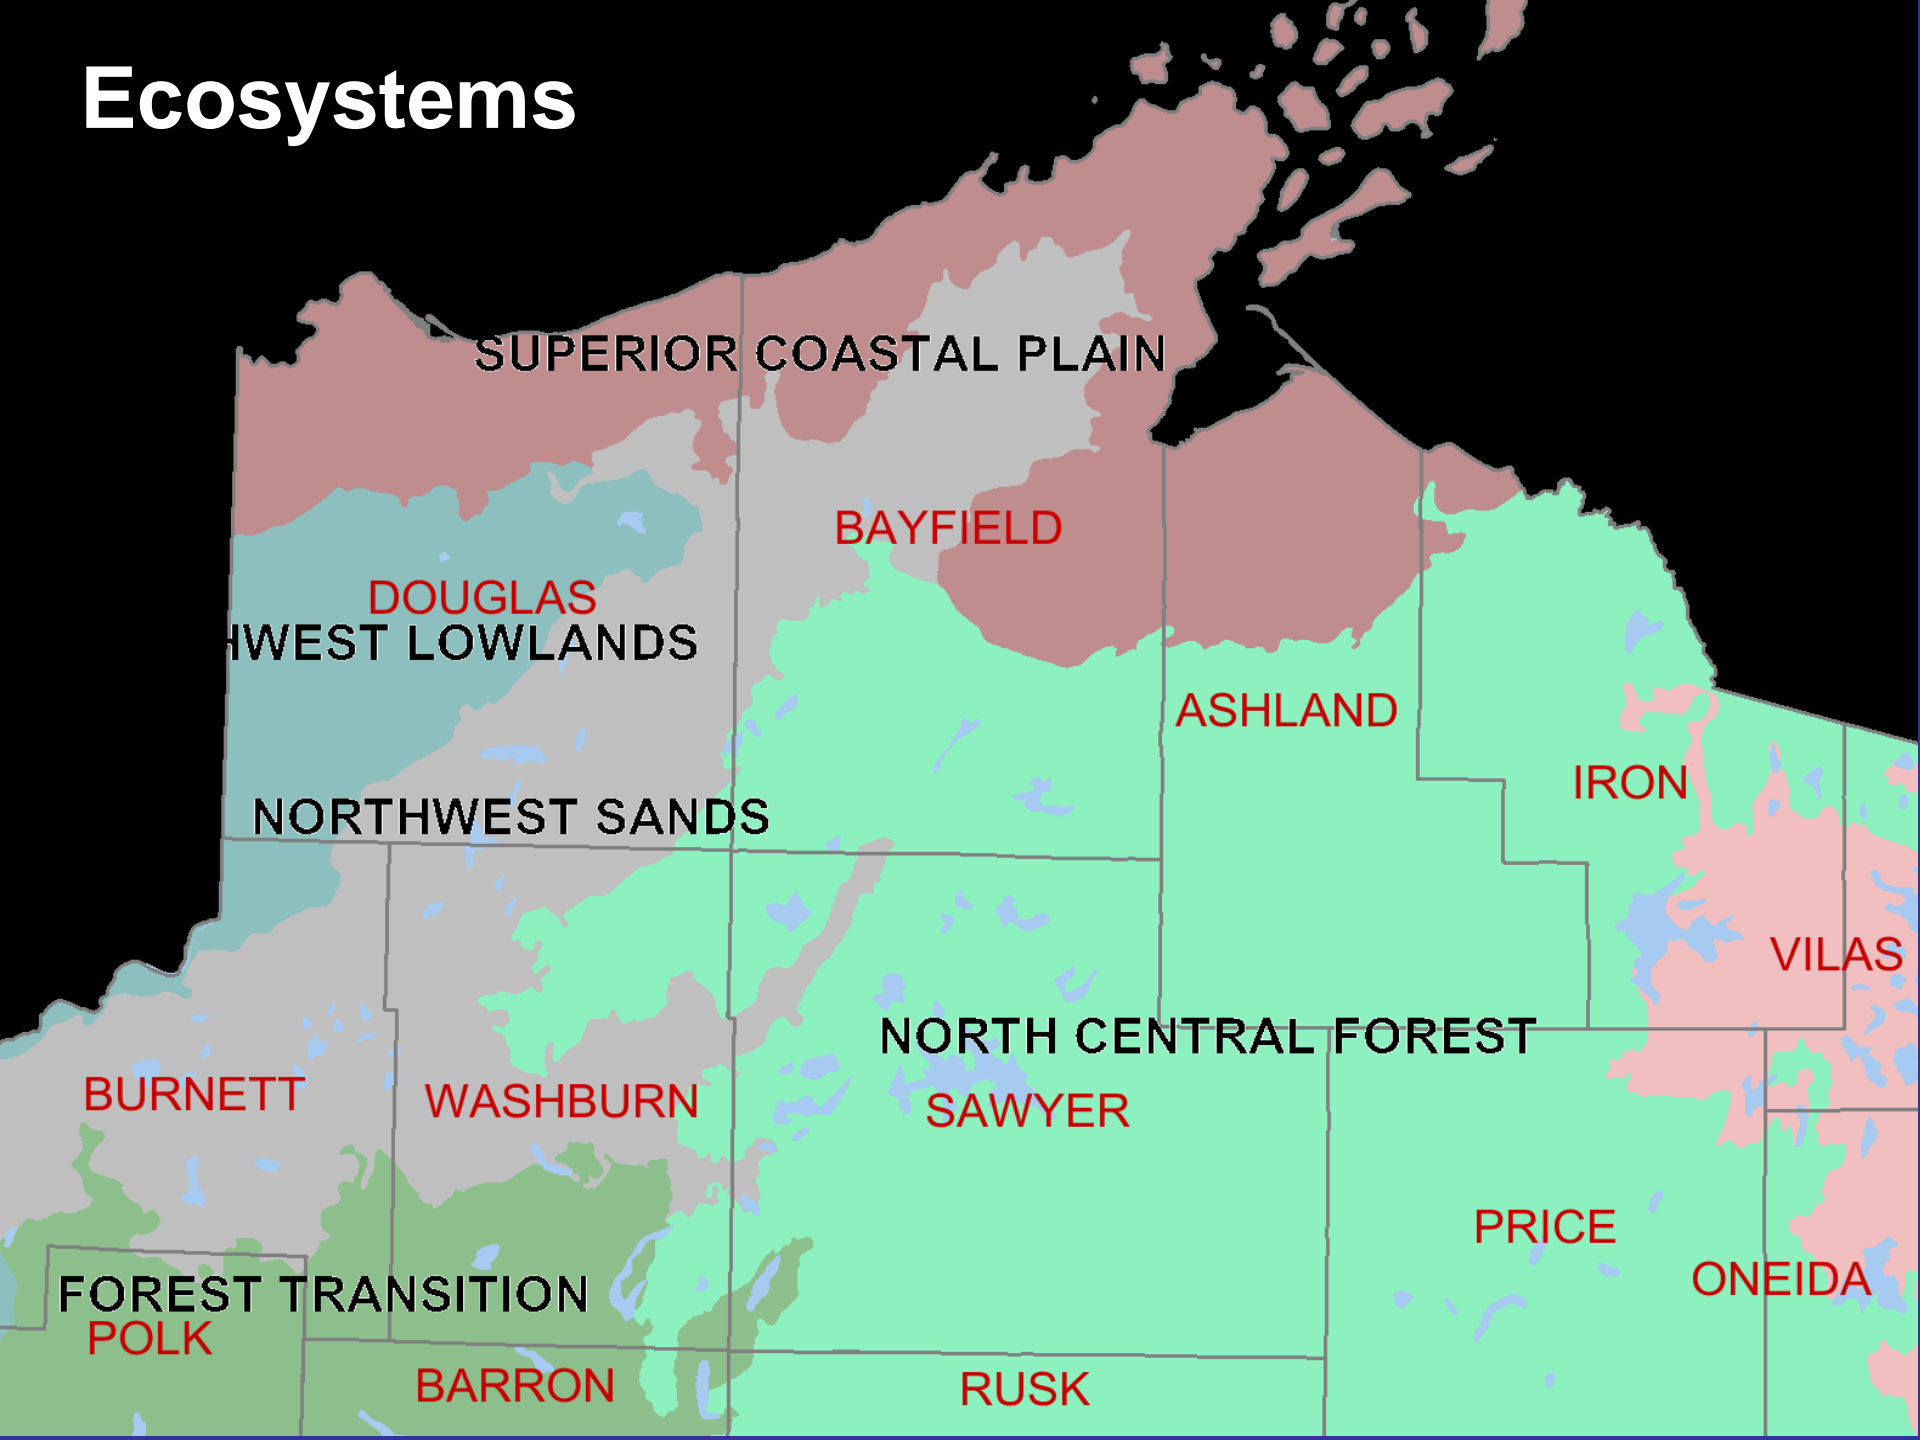 Ecosystems
SUPERIOR COASTAL PLAIN
BAYFIELD
DOUGLAS
HWEST LOWLANDS
ASHLAND
IRON
NORTHWEST SANDS
VILAS
NORTH CENTRAL FOREST
BURNETT
WASHBURN
SAWYER
PRICE
ONEIDA
FOREST TRANSITION
POLK
BARRON
RUSK